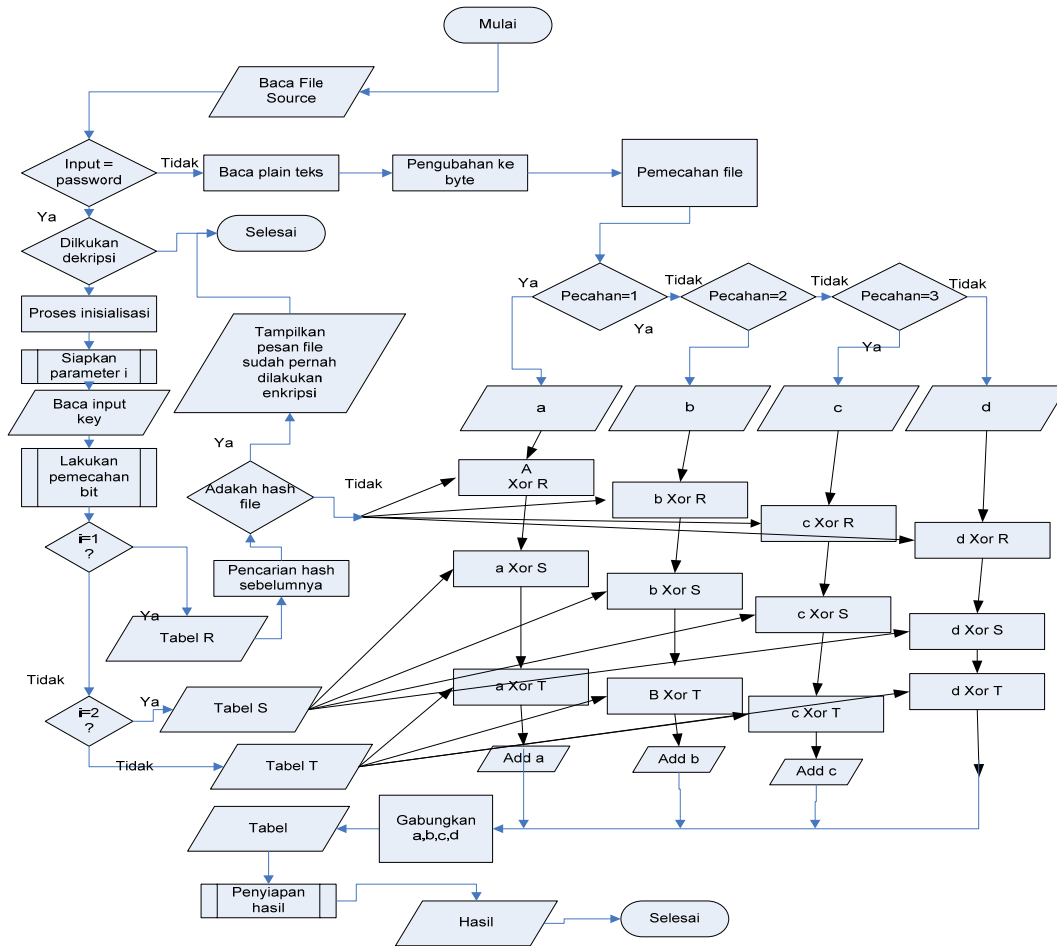 Mulai
Baca File
Source
Input =
password
Tidak
Baca plain teks
Pengubahan ke
byte
Pemecahan file
Ya
Dilkukan
dekripsi
Selesai
Proses inisialisasi
Siapkan
parameter i
Baca input
key
Lakukan
pemecahan
bit
i=1
?
Ya
Tabel R
Pencarian hash
sebelumnya
Adakah hash
file
Ya
Tampilkan
pesan file
sudah pernah
dilakukan
enkripsi
Tidak
Tidak
i=2
?
Ya
Tabel S
Tidak
Tabel T
Ya
Pecahan=1
Tidak
Ya
Pecahan=2
Tidak
Ya
Pecahan=3
Tidak
a
b
c
d
A
Xor R
b Xor R
c Xor R
d Xor R
a Xor S
b Xor S
c Xor S
d Xor S
a Xor T
B Xor T
c Xor T
d Xor T
Add a
Add b
Add c
Gabungkan
a,b,c,d
Tabel
Penyiapan
hasil
Hasil
Selesai